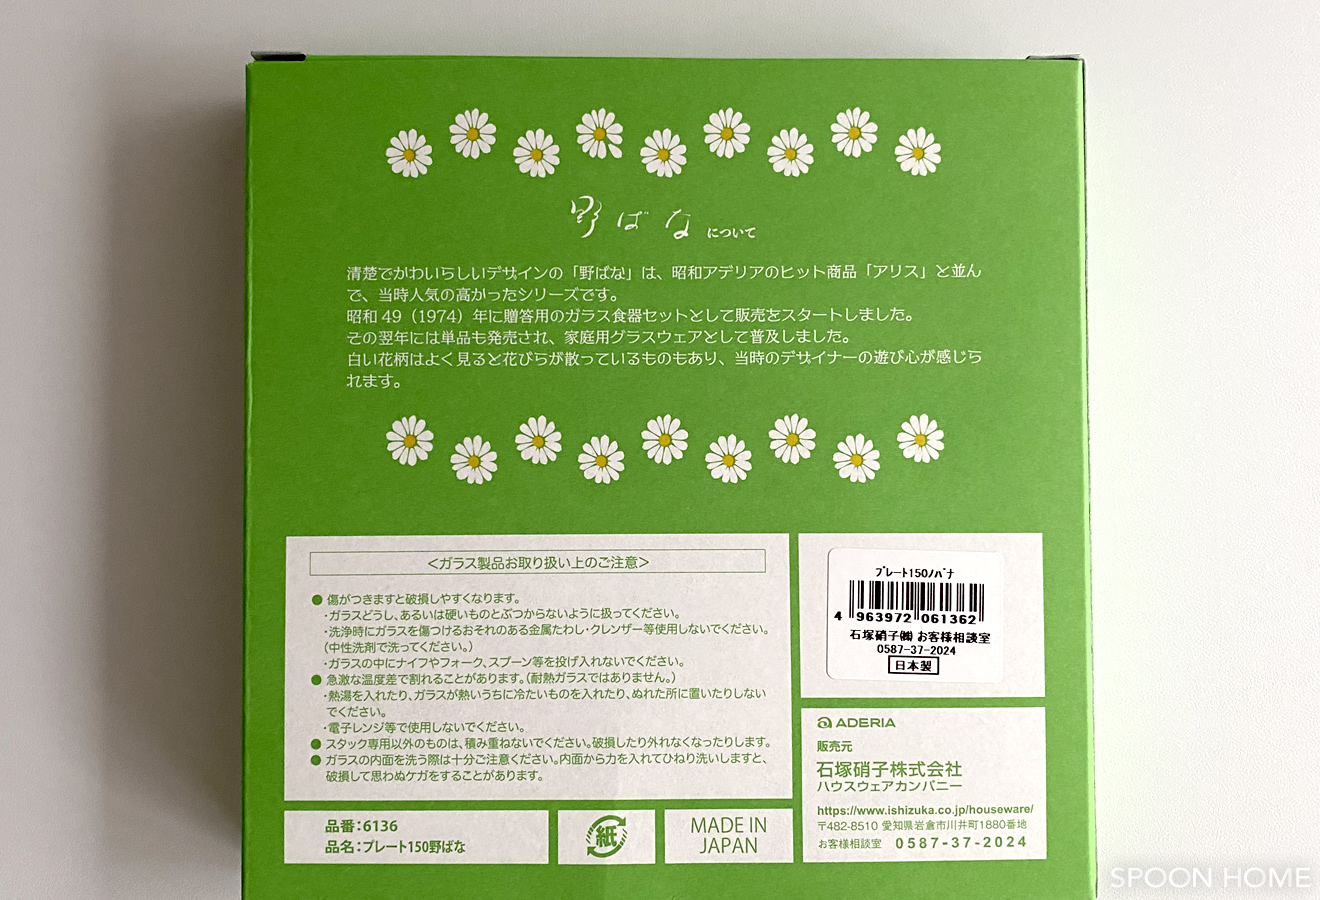 野ばな について
清楚でかわいらしいデザインの「野ばな」は、昭和アデリアのヒット商品「アリス」と並ん
で、当時人気の高かったシリーズです。
昭和 49（1974）年に贈答用のガラス食器セットとして販売をスタートしました。
その翌年には単品も発売され、家庭用グラスウェアとして普及しました。
白い花柄はよく見ると花びらが散っているものもあり、当時のデザイナーの遊び心が感じら
れます。
＜ガラス製品お取り扱い上のご注意＞
●傷がつきますと破損しやすくなります。
・ガラスどうし、あるいは硬いものとぶつからないように扱ってください。
・洗浄時にガラスを傷つけるおそれのある金属たわし・クレンザー等使用しないでください。
（中性洗剤で洗ってください。）
・ガラスの中にナイフやフォーク、スプーン等を投げ入れないでください。
●急激な温度差で割れることがあります。（耐熱ガラスではありません。）
・熱湯を入れたり、ガラスが熱いうちに冷たいものを入れたり、ぬれた所に置いたりしない
でください。
・電子レンジ等で使用しないでください。
●スタック専用以外のものは、積み重ねないでください。破損したり外れなくなったりします。
●ガラスの内面を洗う際は十分ご注意ください。内面から力を入れてひねり洗いしますと、
破損して思わぬケガをすることがあります。
品番：6136
品名：プレート150野ばな
紙
MADE IN
JAPAN
ﾌﾟﾚｰﾄ150ﾉﾊﾞﾅ
4 963972 061362
石塚硝子㈱ お客様相談室
0587-37-2024
日本製
ADERIA
販売元
石塚硝子株式会社
ハウスウェアカンパニー
https://www.ishizuka.co.jp/houseware/
〒482-8510 愛知県岩倉市川井町1880番地
お客様相談室 0587-37-2024
SPOON HOME